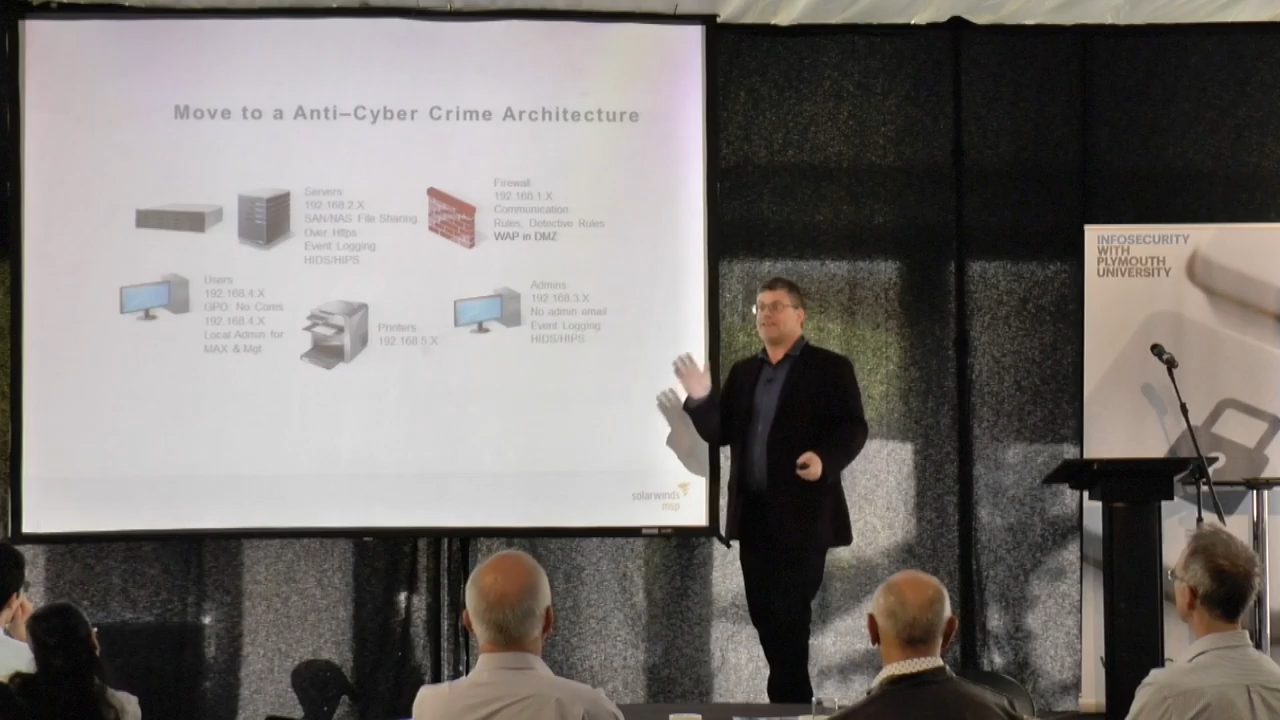 Move to a Anti–Cyber Crime Architecture
Servers
192.168.2.X
SAN/NAS File Sharing
Over Https
Event Logging
HIDS/HIPS
Firewall
192.168.1.X
Communication
Rules, Detective Rules
WAP in DMZ
Users
192.168.4.X
GPO: No Coms
192.168.4.X
Local Admin for
MAX & Mgt
Printers
192.168.5.X
Admins
192.168.3.X
No admin email
Event Logging
HIDS/HIPS
solarwinds
msp
INFOSECURITY
WITH
PLYMOUTH
UNIVERSITY